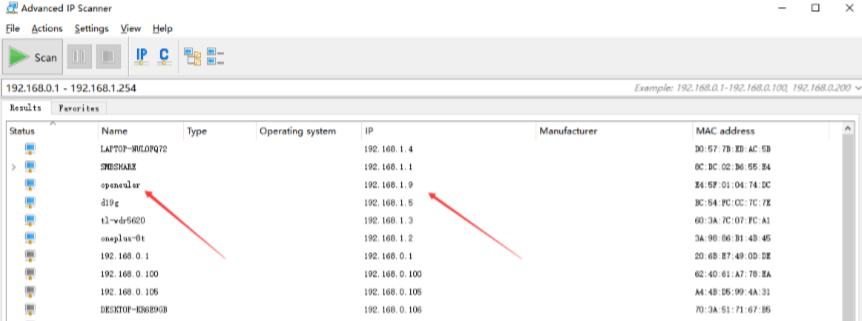 Advanced IP Scanner
File Actions Settings View Help
Scan IP C
192.168.0.1 - 192.168.1.254 Example: 192.168.0.1-192.168.0.100, 192.168.0.200
Results Favorites
Status Name Type Operating system IP Manufacturer MAC address
LAPTOP-NULOFQ72 192.168.1.4 D0:57:7B:ED:AC:5B
SMBSHARE 192.168.1.1 0C:DC:02:B6:55:E4
openeuler 192.168.1.9 E4:5F:01:04:74:DC
d19g 192.168.1.5 BC:54:FC:CC:7C:7E
tl-wdr5620 192.168.1.3 60:3A:7C:07:FC:A1
oneplus-8t 192.168.1.2 3A:90:06:B1:4B:45
192.168.0.1 192.168.0.1 20:6B:E7:49:0D:DE
192.168.0.100 192.168.0.100 62:40:61:A7:78:EA
192.168.0.105 192.168.0.105 A4:4B:D5:99:4A:31
DESKTOP-KR6B9GB 192.168.0.106 70:3A:51:71:67:B5